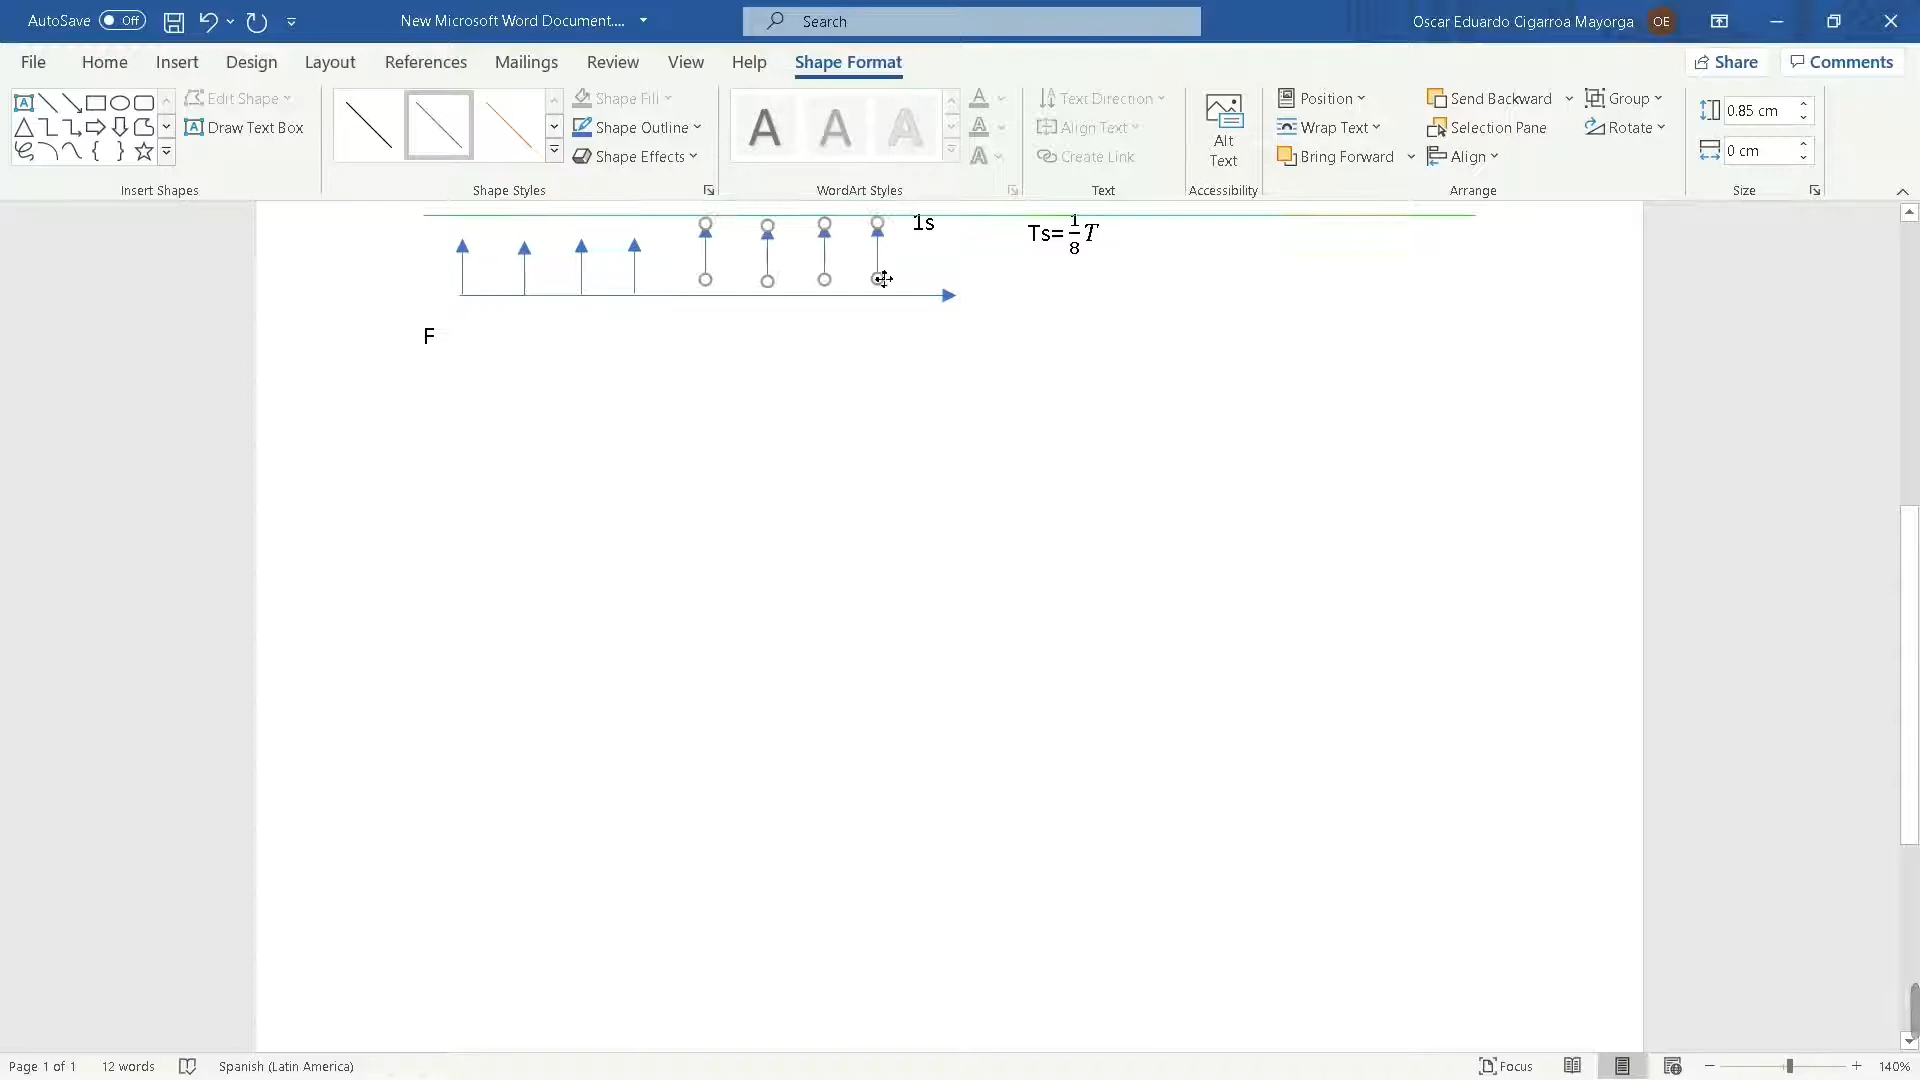 AutoSave Off New Microsoft Word Document.... Search Oscar Eduardo Cigarroa Mayorga OE
File Home Insert Design Layout References Mailings Review View Help Shape Format Share Comments
Edit Shape
Draw Text Box
Insert Shapes
Shape Fill
Shape Outline
Shape Effects
Shape Styles
A A A
WordArt Styles
Text Direction
Align Text
Create Link
Text
Alt
Text
Accessibility
Position
Wrap Text
Bring Forward
Send Backward
Selection Pane
Align
Group
Rotate
Arrange
0.85 cm
0 cm
Size
1s
Ts= 1/8 T
F
Page 1 of 1 12 words Spanish (Latin America) Focus 140%